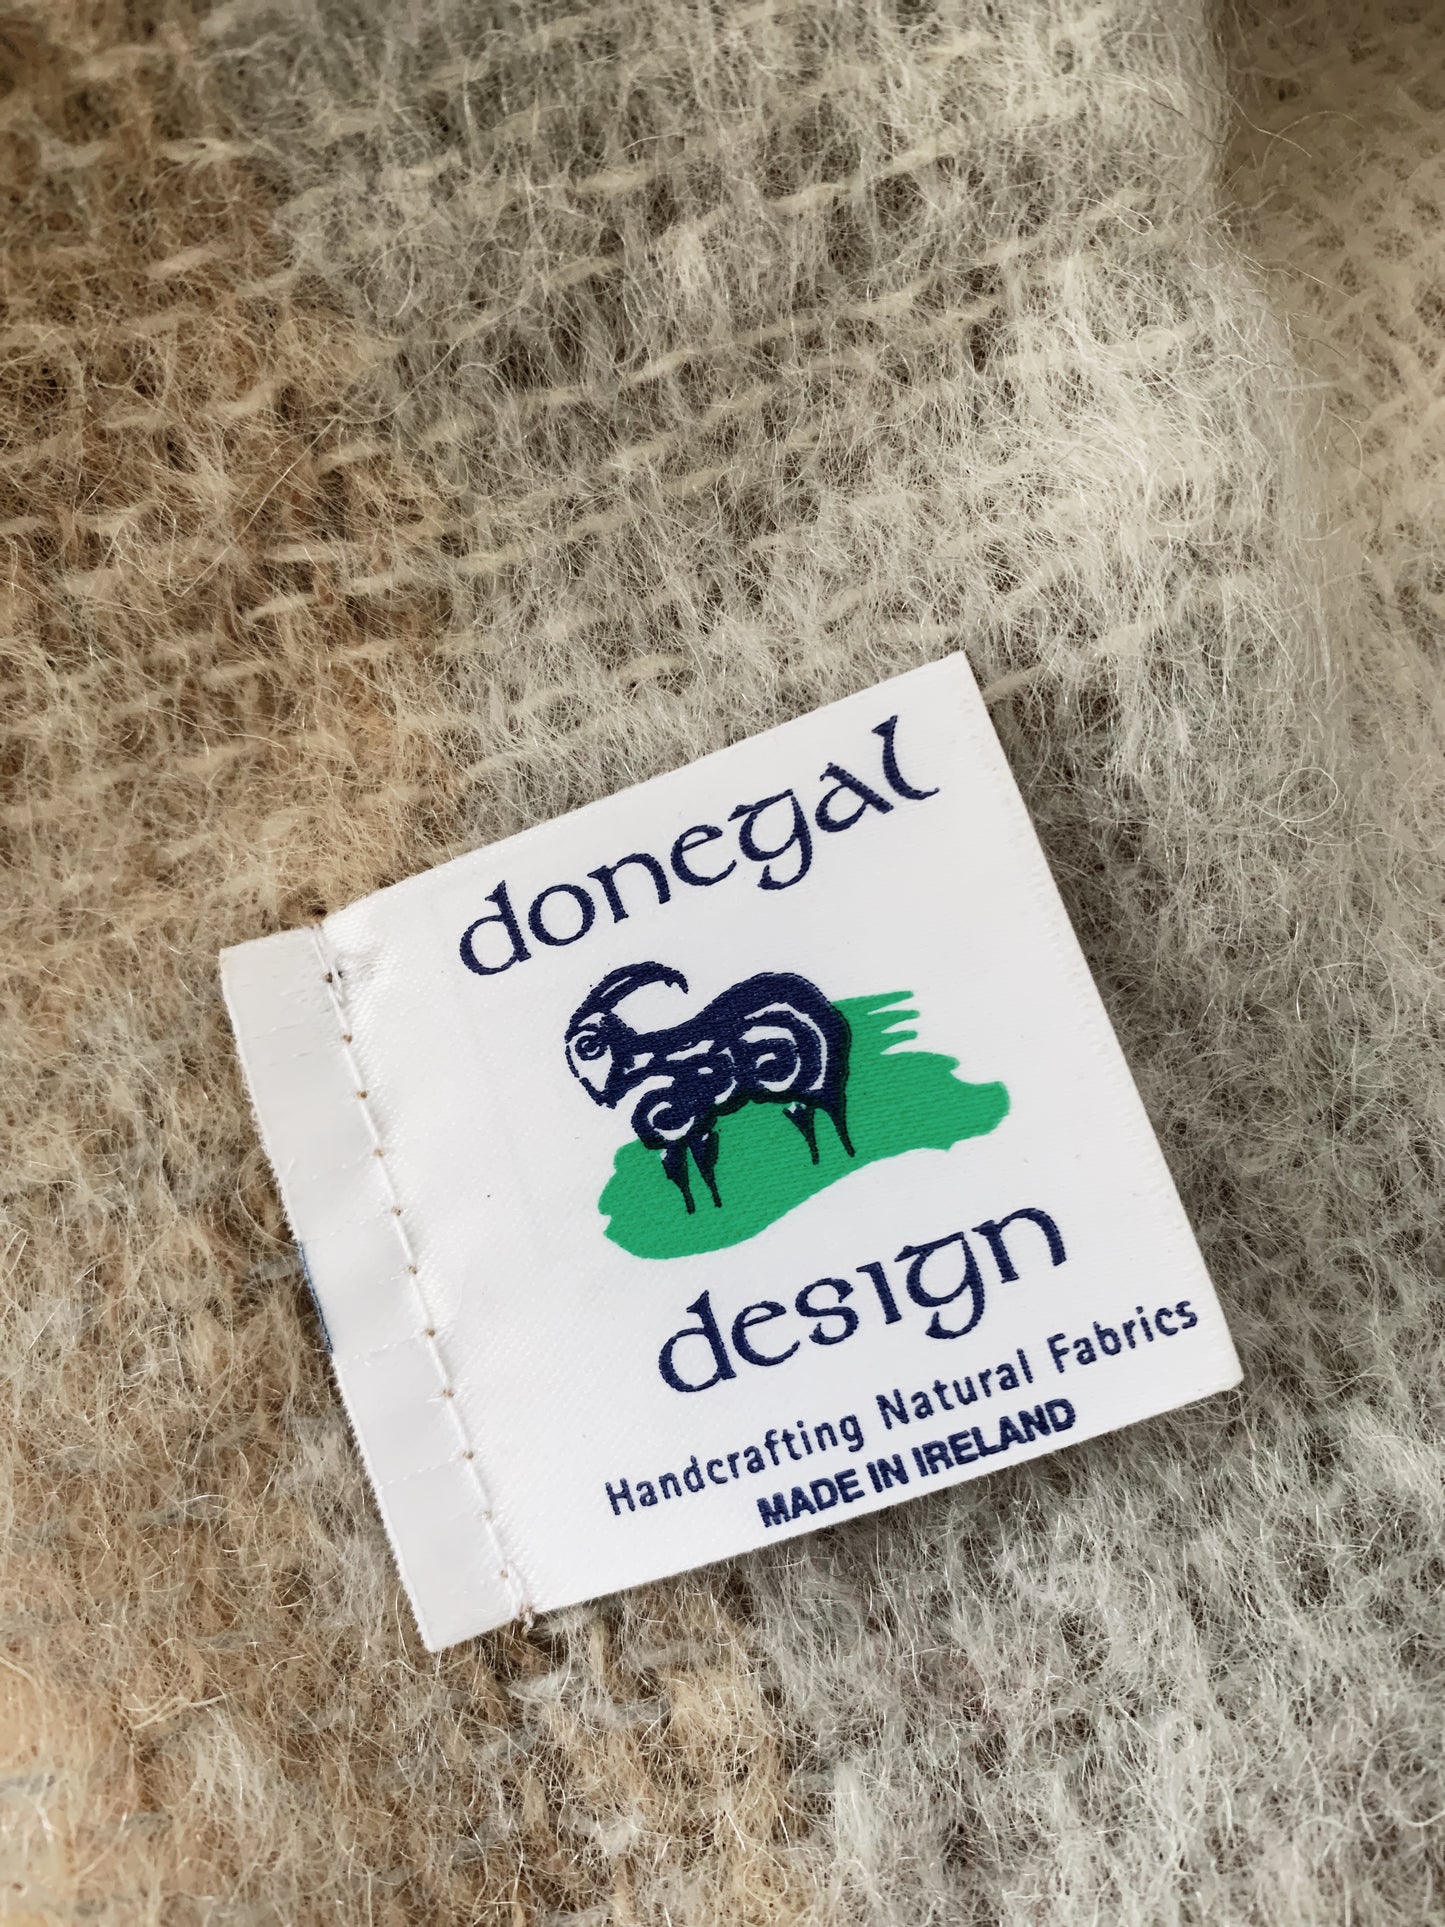 donegal
design
Handcrafting Natural Fabrics
MADE IN IRELAND